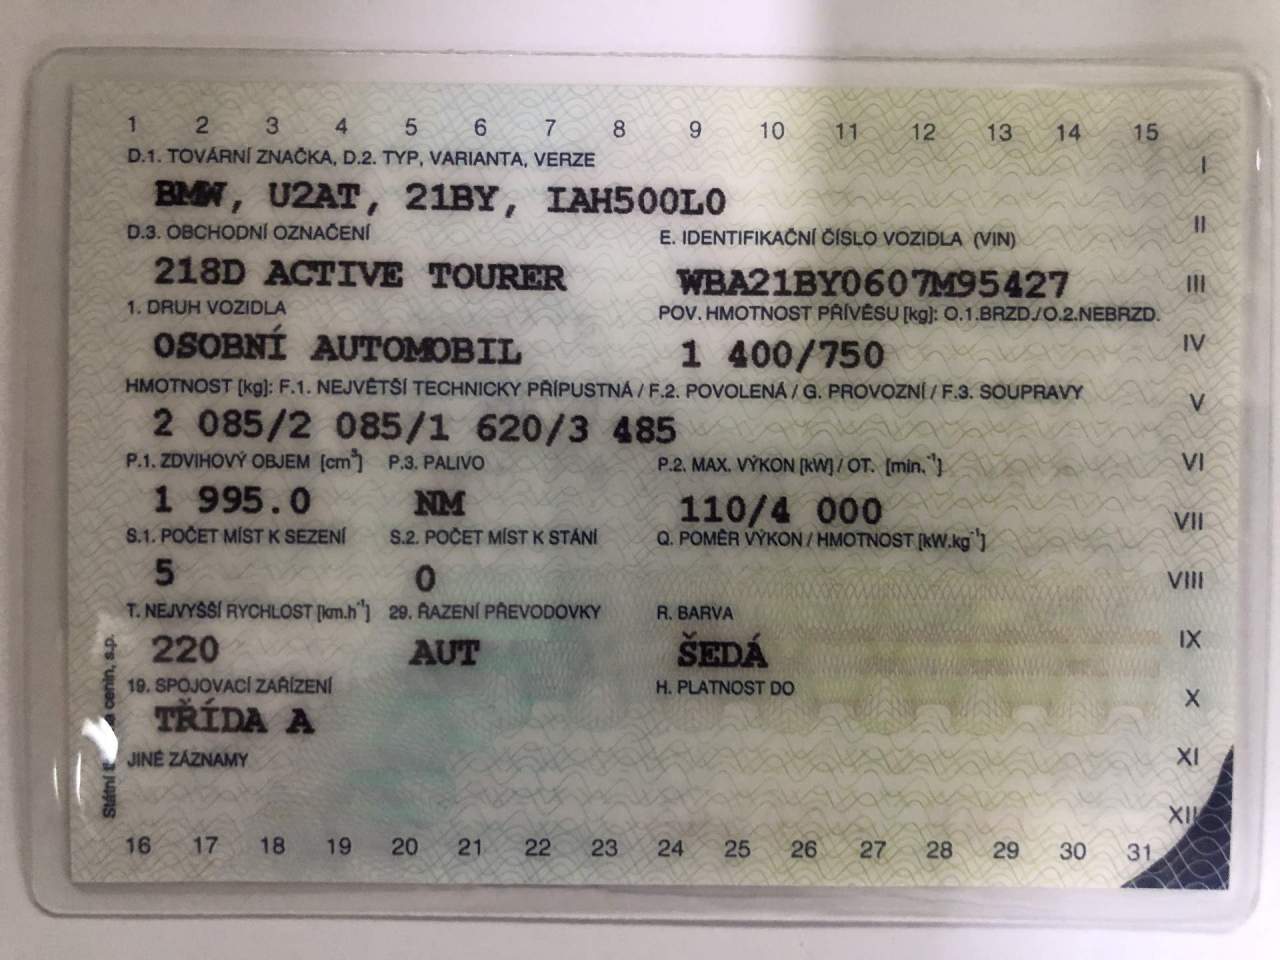 1 2 3 4 5 6 7 8 9 10 11 12 13 14 15
D.1. TOVÁRNÍ ZNAČKA, D.2. TYP, VARIANTA, VERZE
I
BMW, U2AT, 21BY, IAH500L0
II
D.3. OBCHODNÍ OZNAČENÍ E. IDENTIFIKAČNÍ ČÍSLO VOZIDLA (VIN)
218D ACTIVE TOURER WBA21BY0607M95427
III
1. DRUH VOZIDLA POV. HMOTNOST PŘÍVĚSU [kg]: O.1.BRZD./O.2.NEBRZD.
OSOBNÍ AUTOMOBIL 1 400/750
IV
HMOTNOST [kg]: F.1. NEJVĚTŠÍ TECHNICKY PŘÍPUSTNÁ / F.2. POVOLENÁ / G. PROVOZNÍ / F.3. SOUPRAVY
V
2 085/2 085/1 620/3 485
P.1. ZDVIHOVÝ OBJEM [cm³] P.3. PALIVO P.2. MAX. VÝKON [kW] / OT. [min.⁻¹]
VI
1 995.0 NM 110/4 000
VII
S.1. POČET MÍST K SEZENÍ S.2. POČET MÍST K STÁNÍ Q. POMĚR VÝKON / HMOTNOST [kW.kg⁻¹]
5 0
VIII
T. NEJVYŠŠÍ RYCHLOST [km.h⁻¹] 29. ŘAZENÍ PŘEVODOVKY R. BARVA
IX
220 AUT ŠEDÁ
19. SPOJOVACÍ ZAŘÍZENÍ H. PLATNOST DO
X
TŘÍDA A
JINÉ ZÁZNAMY
XI
XII
16 17 18 19 20 21 22 23 24 25 26 27 28 29 30 31
Státní cenin, s.p.